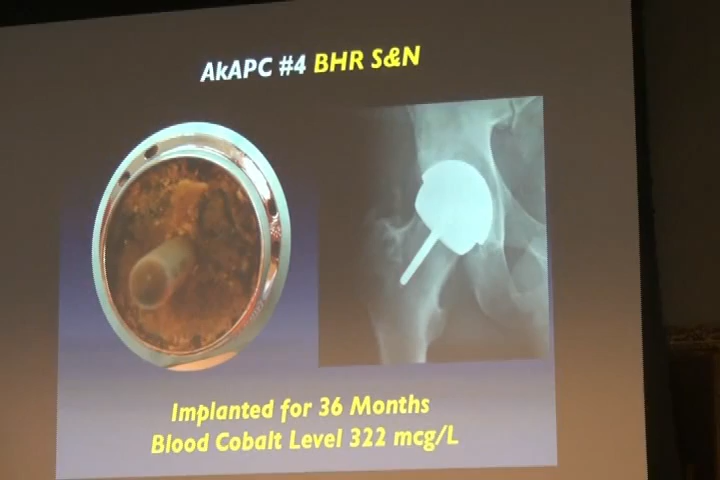 AkAPC #4 BHR S&N
Implanted for 36 Months
Blood Cobalt Level 322 mcg/L